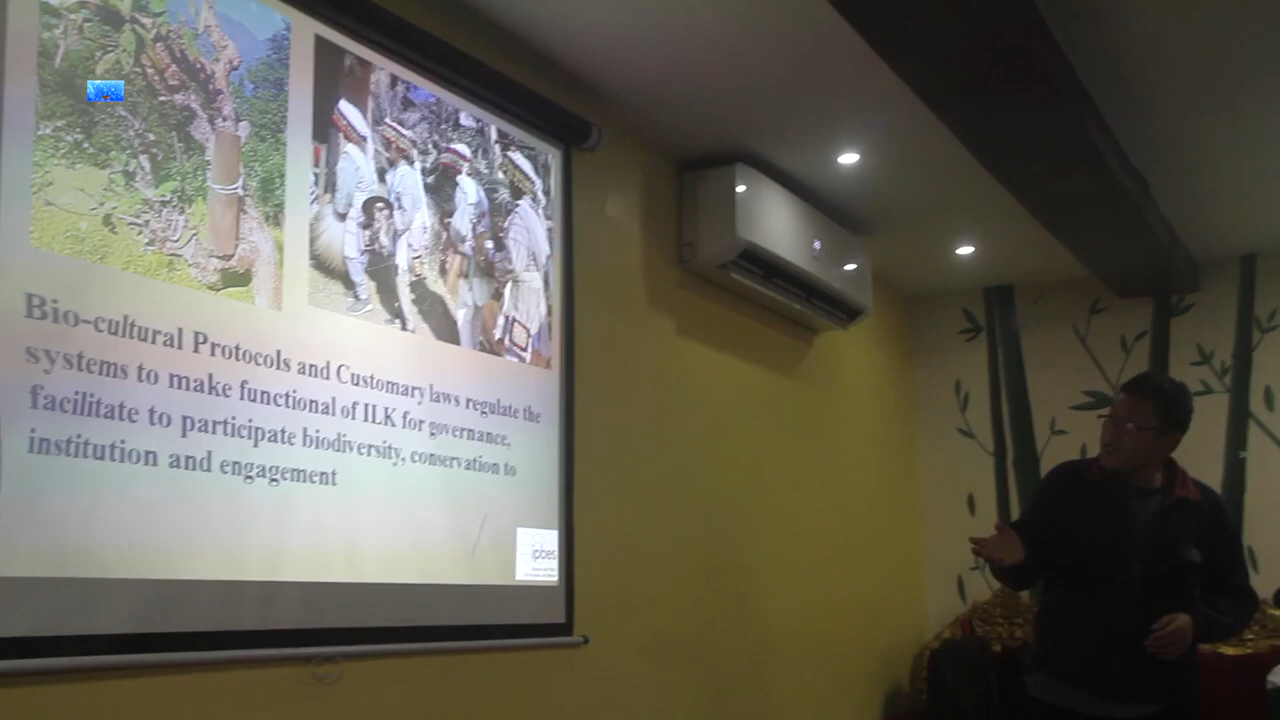 Bio-cultural Protocols and Customary laws regulate the
systems to make functional of ILK for governance,
facilitate to participate biodiversity, conservation to
institution and engagement
ipbes